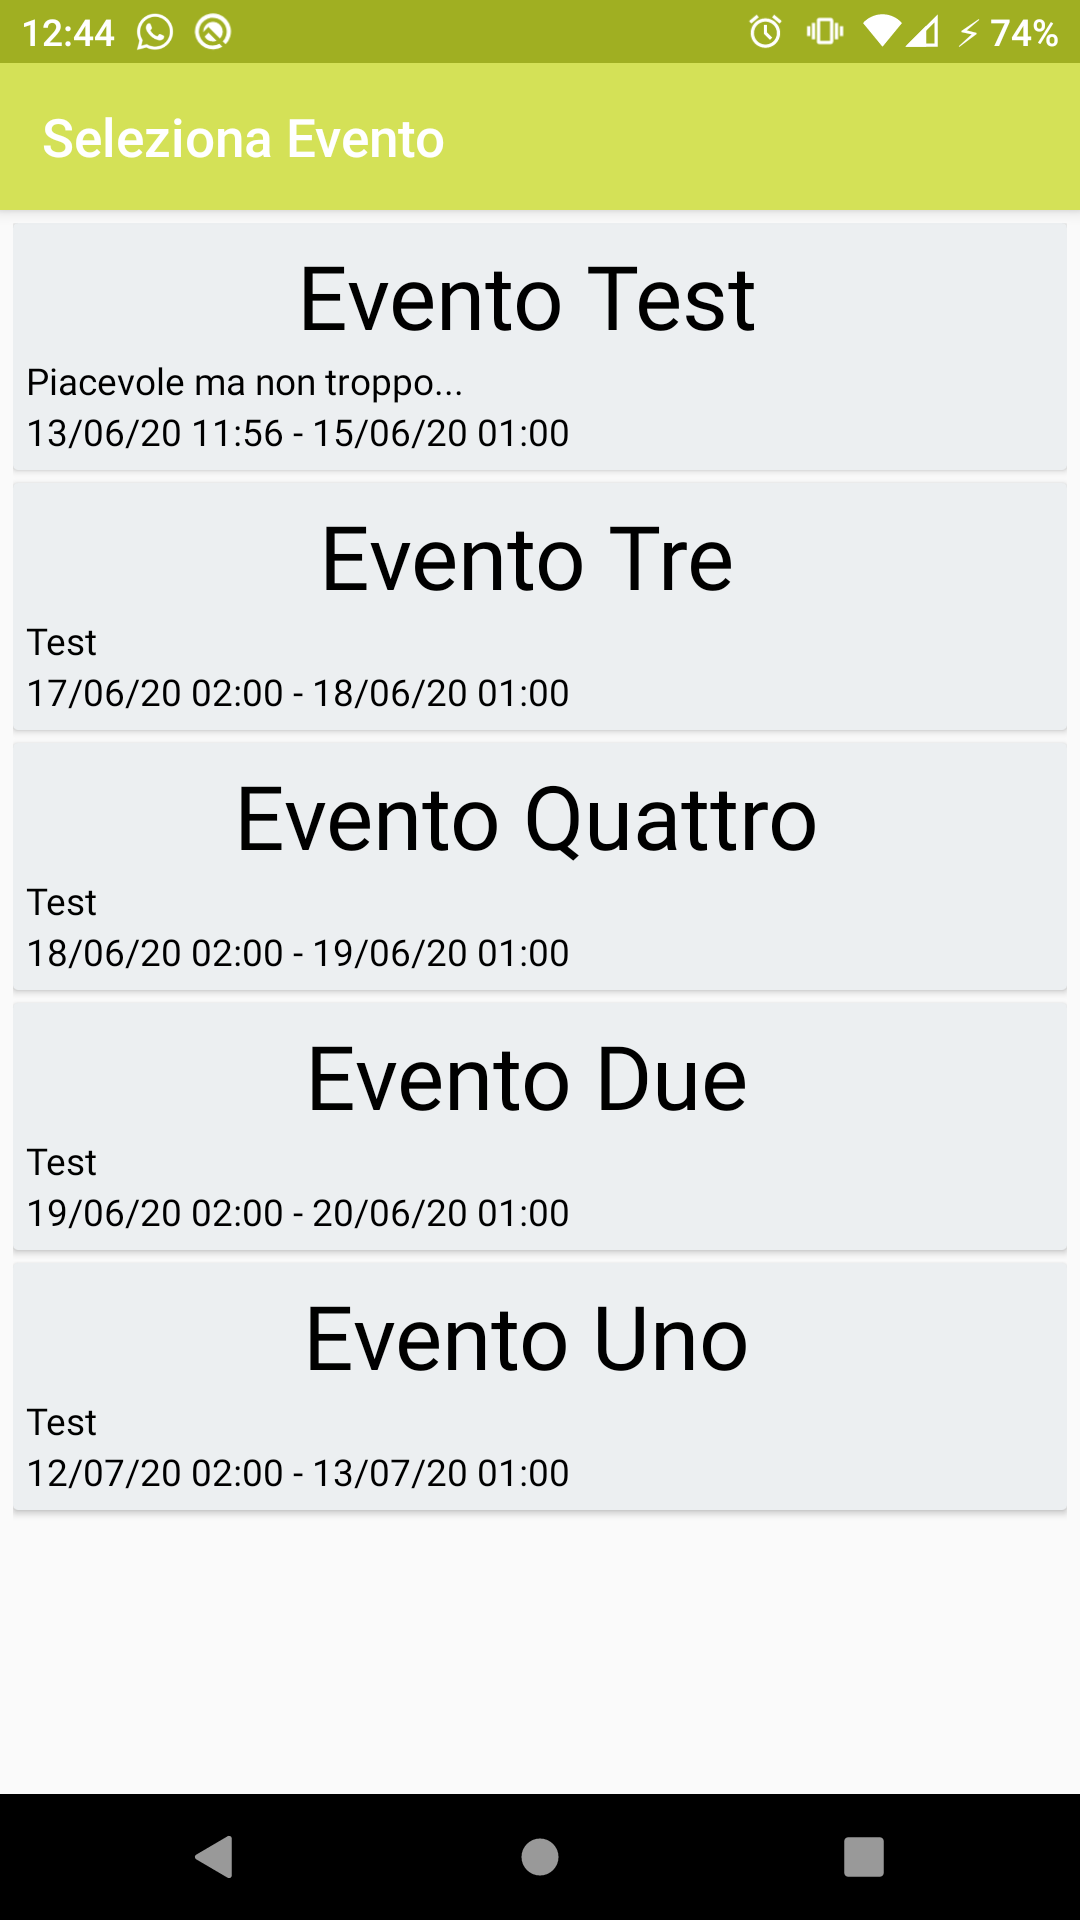 12:44 74%
Seleziona Evento
Evento Test
Piacevole ma non troppo...
13/06/20 11:56 - 15/06/20 01:00
Evento Tre
Test
17/06/20 02:00 - 18/06/20 01:00
Evento Quattro
Test
18/06/20 02:00 - 19/06/20 01:00
Evento Due
Test
19/06/20 02:00 - 20/06/20 01:00
Evento Uno
Test
12/07/20 02:00 - 13/07/20 01:00